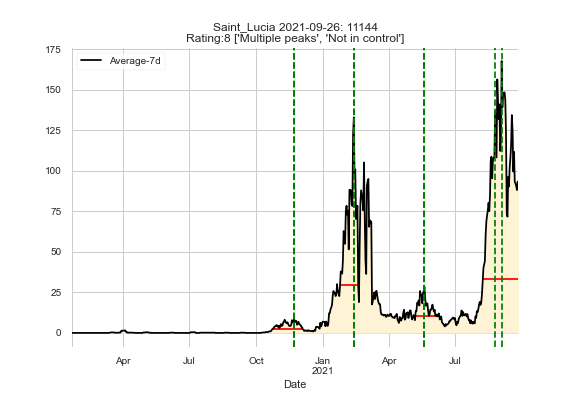 Saint_Lucia 2021-09-26: 11144
Rating:8 ['Multiple peaks', 'Not in control']
175
Average-7d
150
125
100
75
50
25
0
Apr Jul Oct Jan Apr Jul
2021
Date